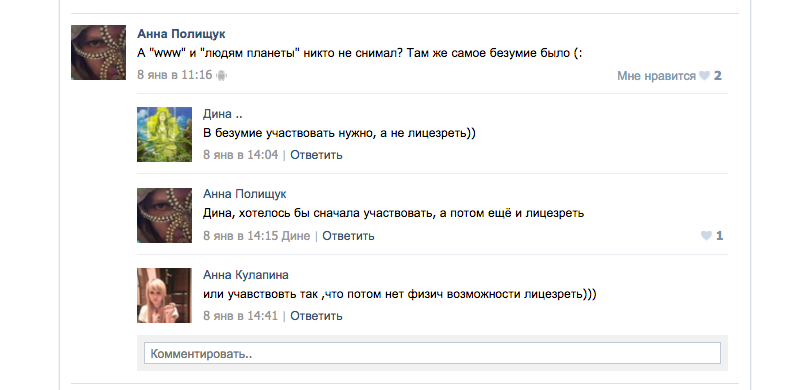 Анна Полищук
А "www" и "людям планеты" никто не снимал? Там же самое безумие было (:
8 янв в 11:16
Мне нравится 2
Дина ..
В безумие участвовать нужно, а не лицезреть))
8 янв в 14:04 | Ответить
Анна Полищук
Дина, хотелось бы сначала участвовать, а потом ещё и лицезреть
8 янв в 14:15 Дине | Ответить
1
Анна Кулапина
или учавствовть так ,что потом нет физич возможности лицезреть)))
8 янв в 14:41 | Ответить
Комментировать..